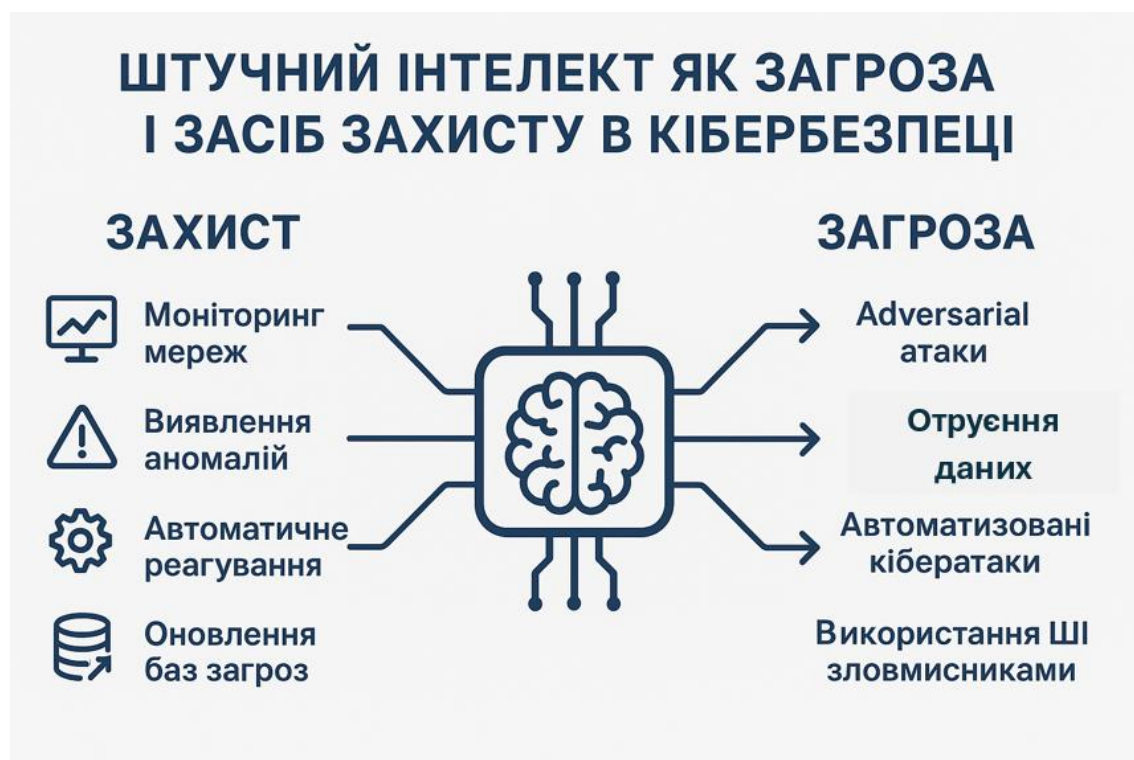 ШТУЧНИЙ ІНТЕЛЕКТ ЯК ЗАГРОЗА
І ЗАСІБ ЗАХИСТУ В КІБЕРБЕЗПЕЦІ
ЗАХИСТ
Моніторинг
мереж
Виявлення
аномалій
Автоматичне
реагування
Оновлення
баз загроз
ЗАГРОЗА
Adversarial
атаки
Отруєння
даних
Автоматизовані
кібератаки
Використання ШІ
зловмисниками